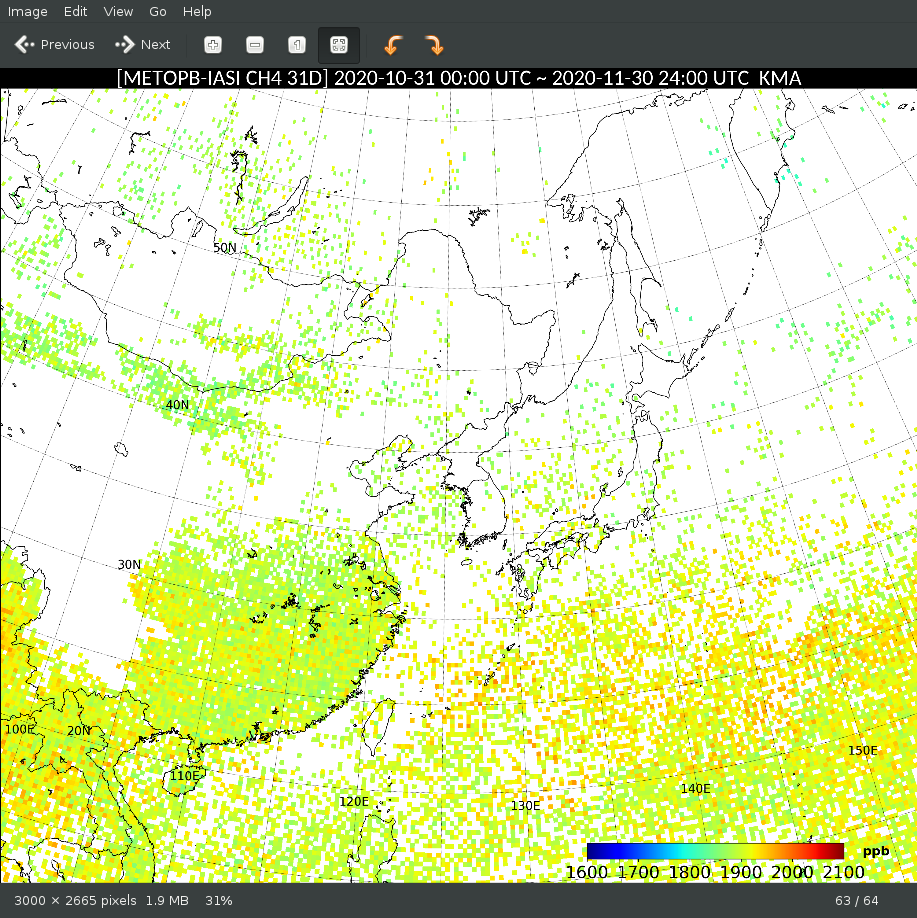 Image Edit View Go Help
Previous Next 1
[METOPB-IASI CH4 31D] 2020-10-31 00:00 UTC ~ 2020-11-30 24:00 UTC KMA
50N
40N
30N
100E 20N
150E
110E
140E
120E
130E
ppb
1600 1700 1800 1900 2000 2100
3000 × 2665 pixels 1.9 MB 31% 63 / 64